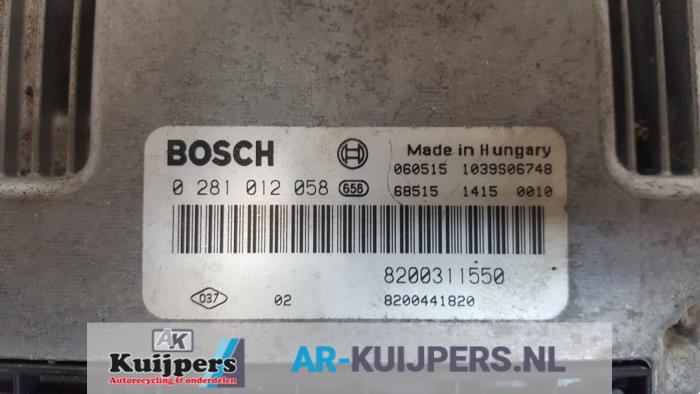 BOSCH
Made in Hungary
060515 1039S06748
0 281 012 058 658
68515 1415 0010
8200311550
037 02 8200441820
AK
Kuijpers
Autorecycling & onderdelen
AR-KUIJPERS.NL